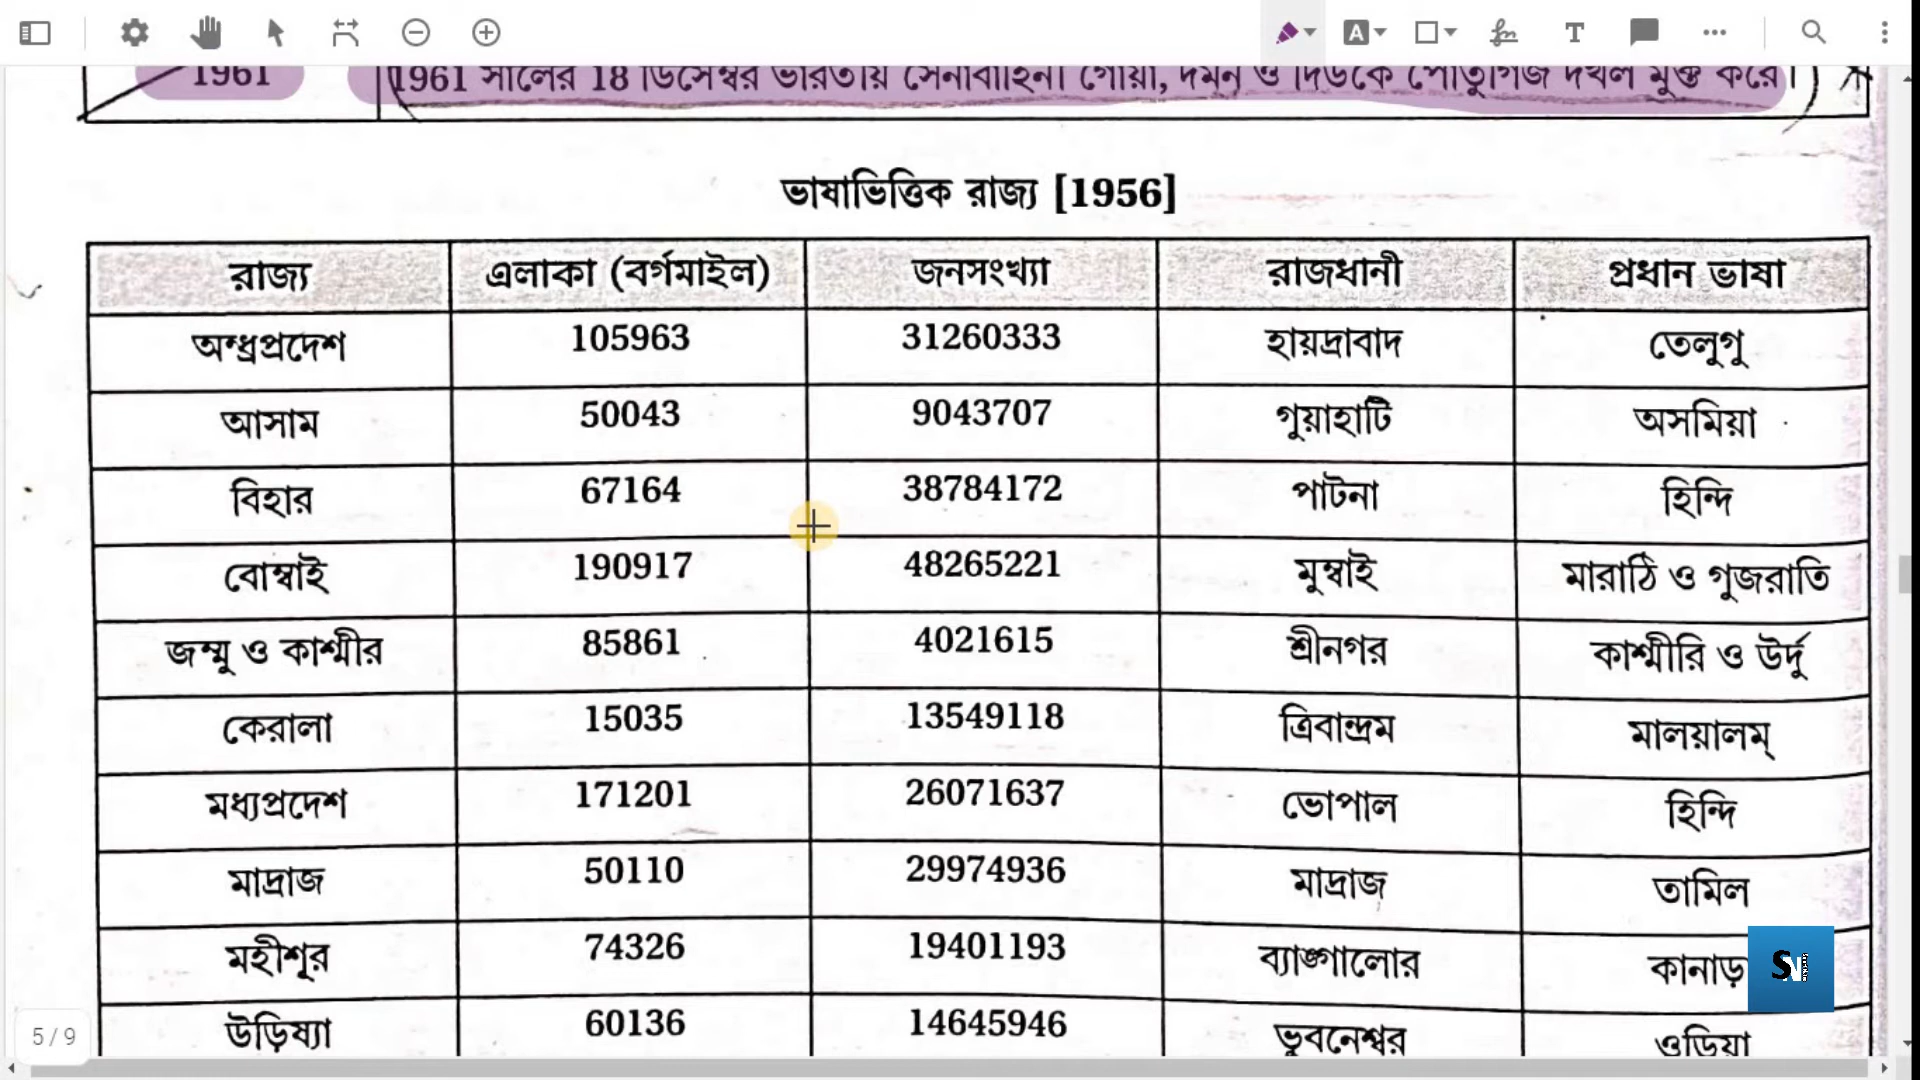 1961 1961 সালের 18 ডিসেম্বর ভারতীয় সেনাবাহিনী গোয়া, দমন ও দিউকে পোর্তুগিজ দখল মুক্ত করে।
ভাষাভিত্তিক রাজ্য [1956]
রাজ্য এলাকা (বর্গমাইল) জনসংখ্যা রাজধানী প্রধান ভাষা
অন্ধ্রপ্রদেশ 105963 31260333 হায়দ্রাবাদ তেলুগু
আসাম 50043 9043707 গুয়াহাটি অসমিয়া
বিহার 67164 38784172 পাটনা হিন্দি
বোম্বাই 190917 48265221 মুম্বাই মারাঠি ও গুজরাতি
জম্মু ও কাশ্মীর 85861 4021615 শ্রীনগর কাশ্মীরি ও উর্দু
কেরালা 15035 13549118 ত্রিবান্দ্রম মালয়ালম্
মধ্যপ্রদেশ 171201 26071637 ভোপাল হিন্দি
মাদ্রাজ 50110 29974936 মাদ্রাজ তামিল
মহীশূর 74326 19401193 ব্যাঙ্গালোর কানাড়
উড়িষ্যা 60136 14645946 ভুবনেশ্বর ওড়িয়া
5 / 9